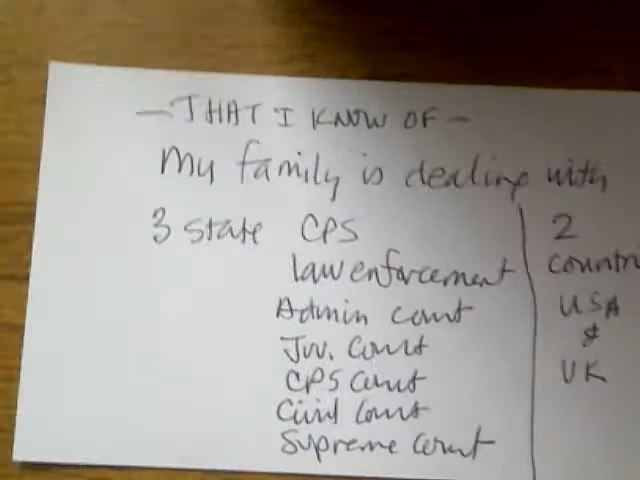 — THAT I KNOW OF —
My family is dealing with
3 state CPS
law enforcement
Admin court
Juv. Court
CPS Court
Civil Court
Supreme Court
2
countr
USA
&
UK